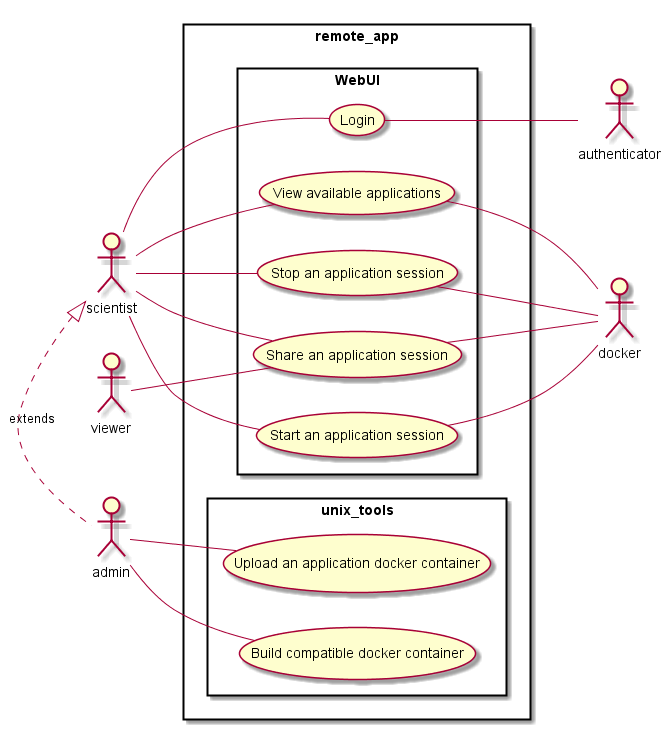 remote_app
WebUI
Login
authenticator
View available applications
Stop an application session
scientist
docker
Share an application session
extends
viewer
Start an application session
unix_tools
Upload an application docker container
admin
Build compatible docker container